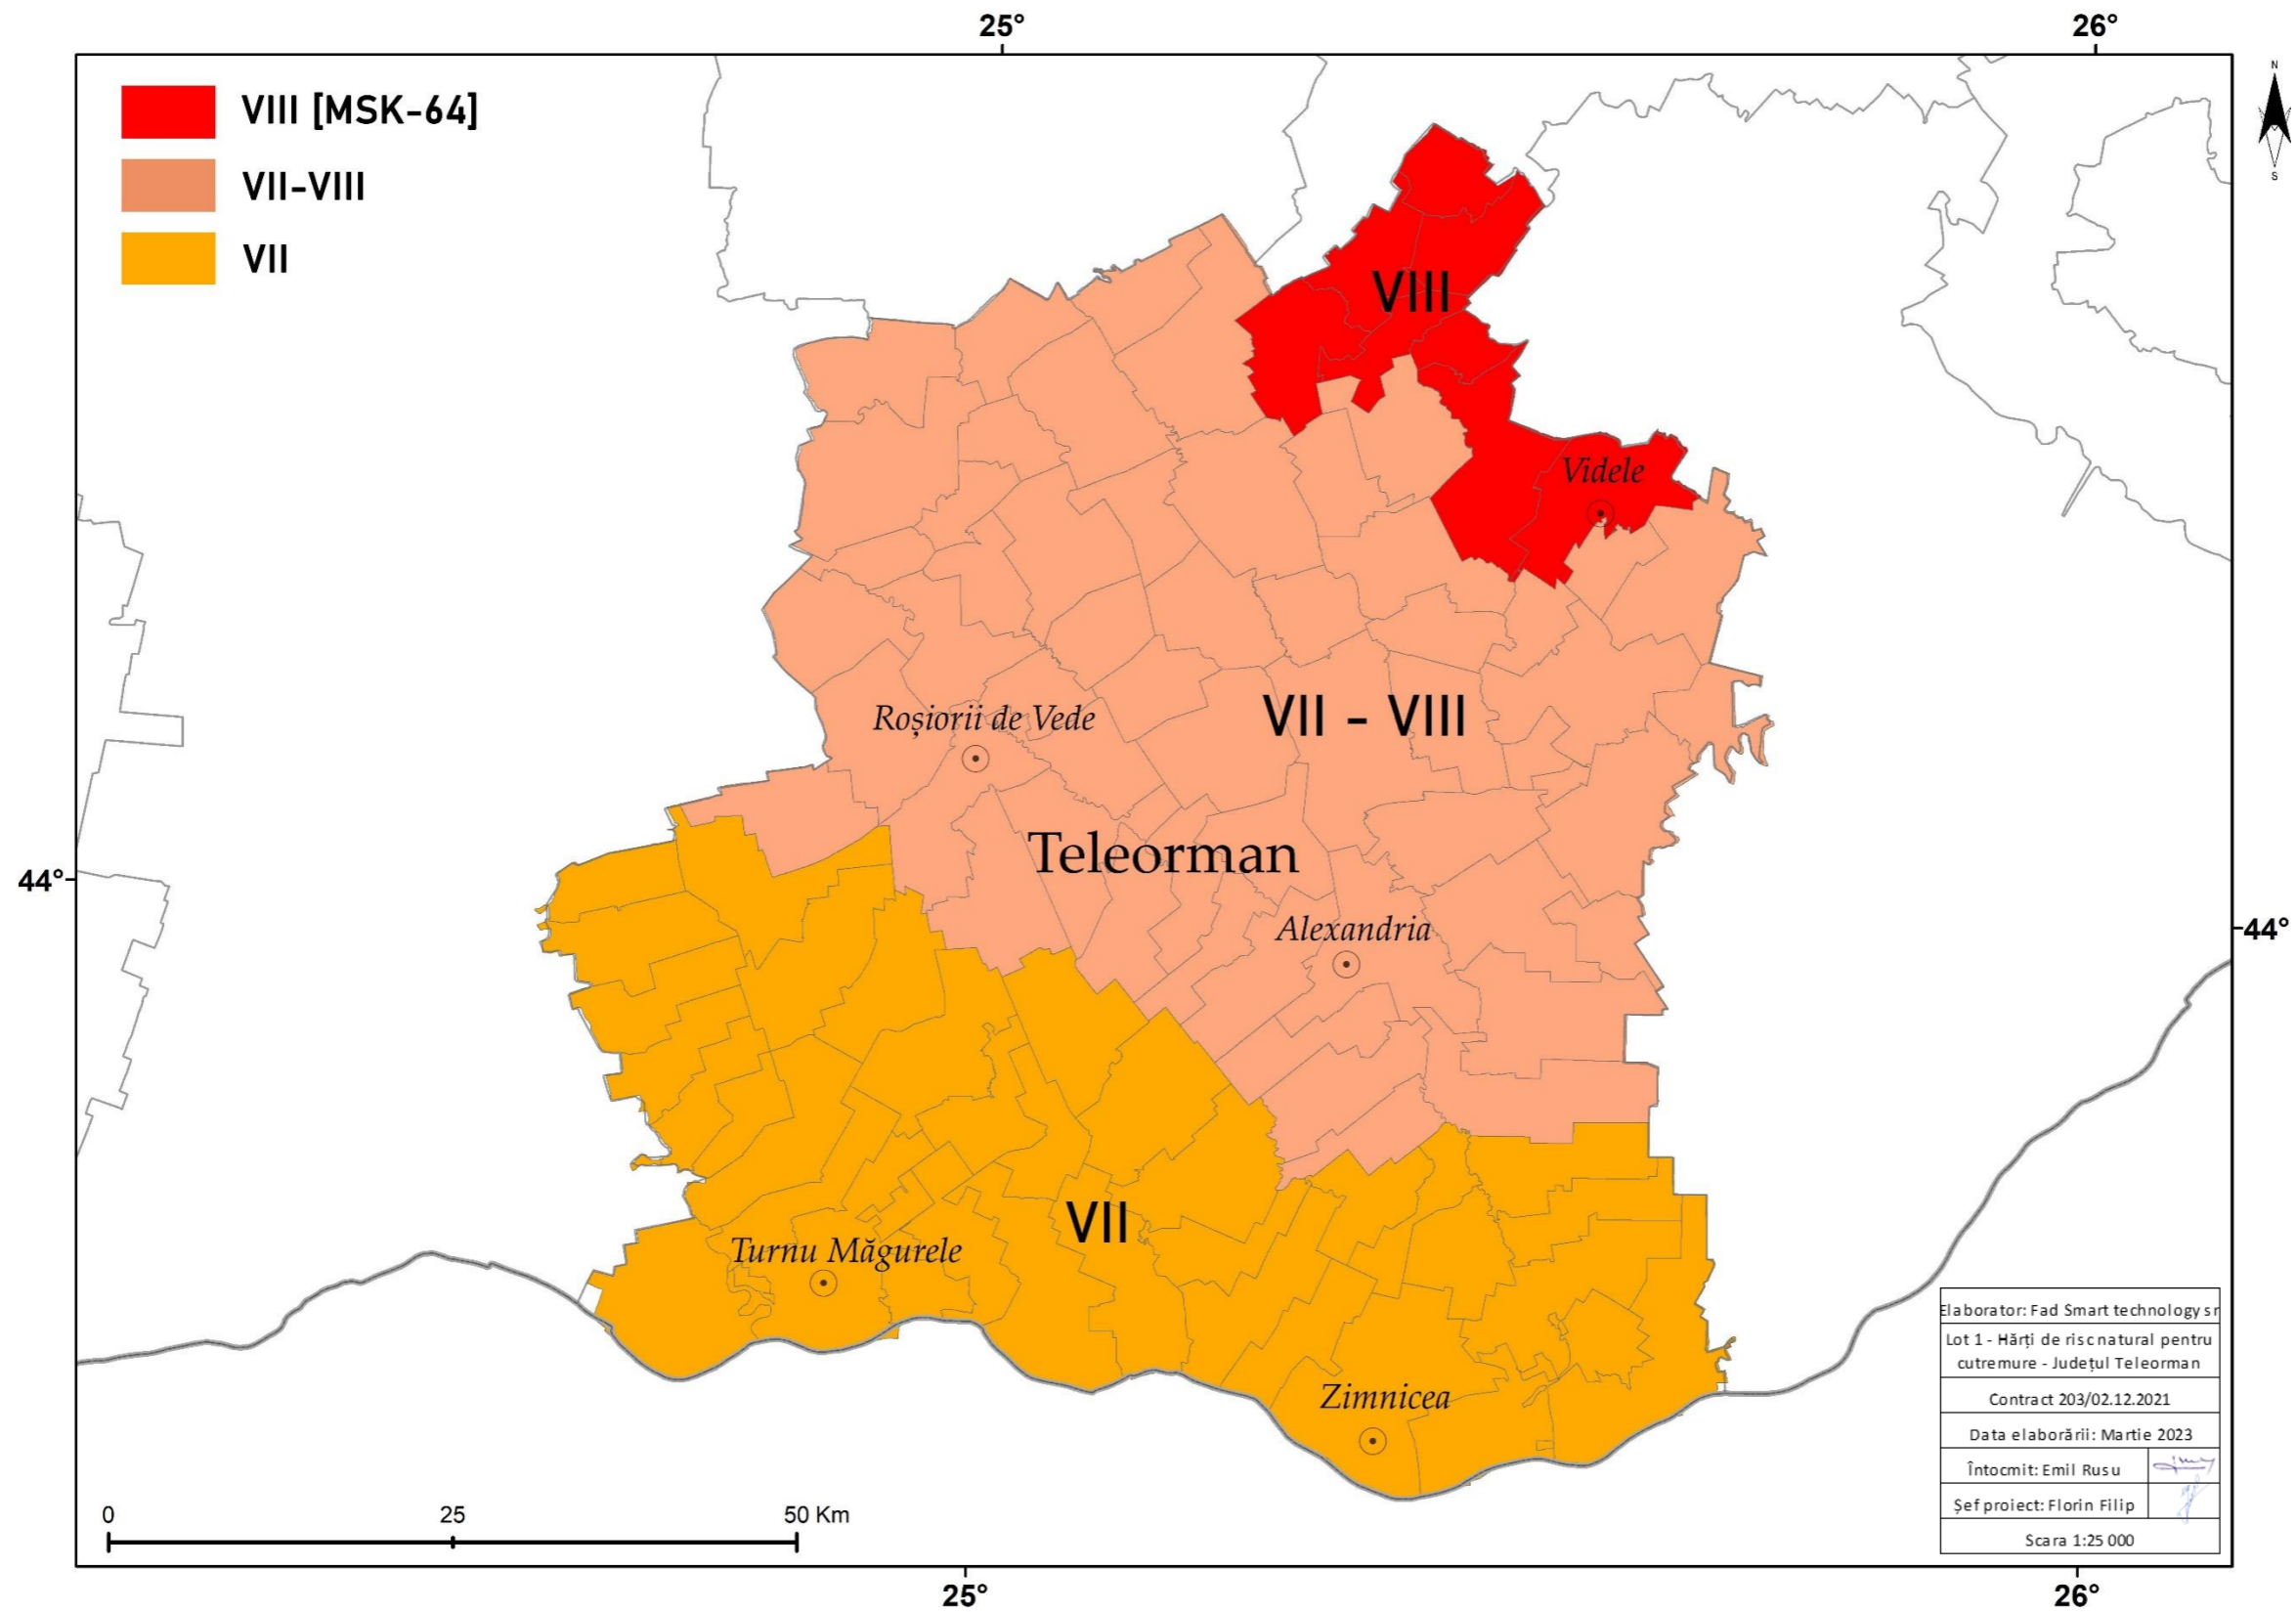 25°
26°
N
S
VIII [MSK-64]
VII-VIII
VII
VIII
Videle
Roșiorii de Vede
VII - VIII
Teleorman
44°
Alexandria
44°
VII
Turnu Măgurele
Zimnicea
Elaborator: Fad Smart technology sr
Lot 1 - Hărți de risc natural pentru
cutremure - Județul Teleorman
Contract 203/02.12.2021
Data elaborării: Martie 2023
Întocmit: Emil Rusu
Șef proiect: Florin Filip
Scara 1:25 000
0 25 50 Km
25°
26°